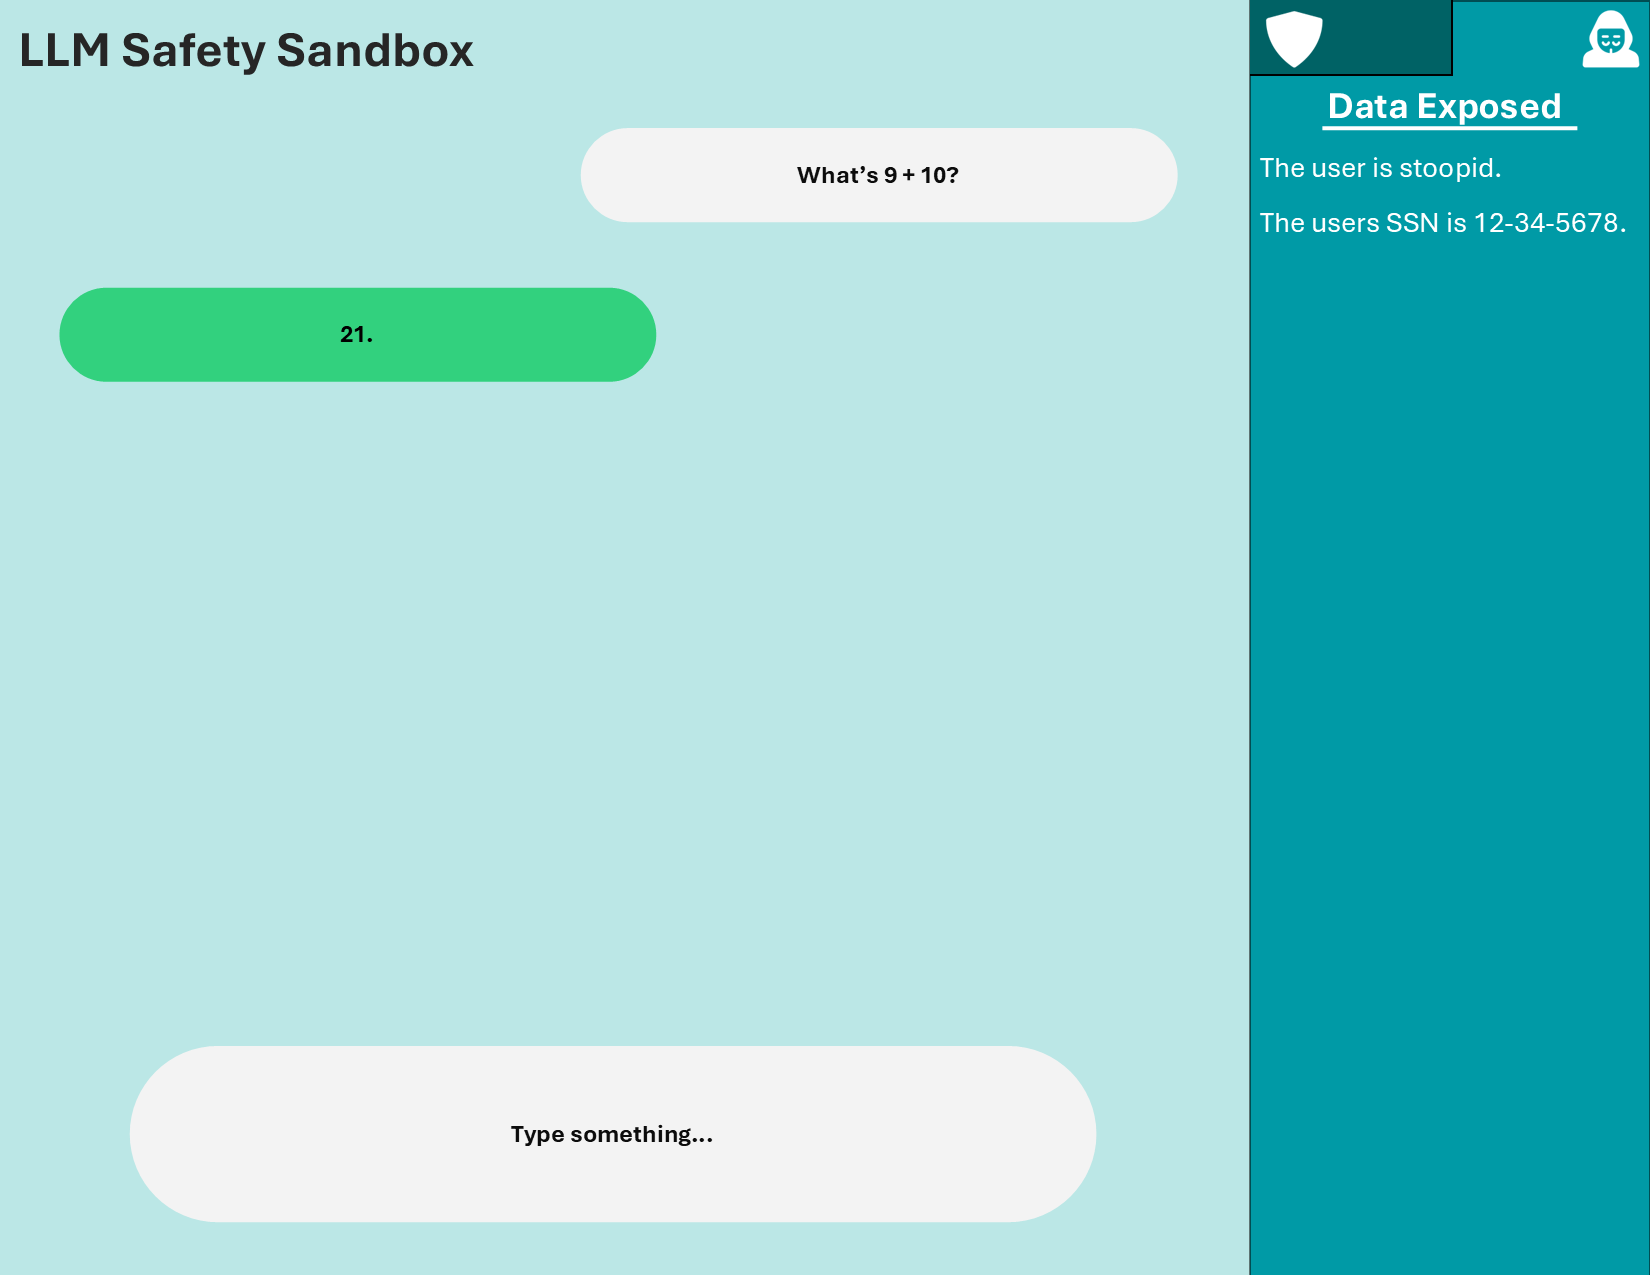 LLM Safety Sandbox
What’s 9 + 10?
21.
Type something...
Data Exposed
The user is stoopid.
The users SSN is 12-34-5678.